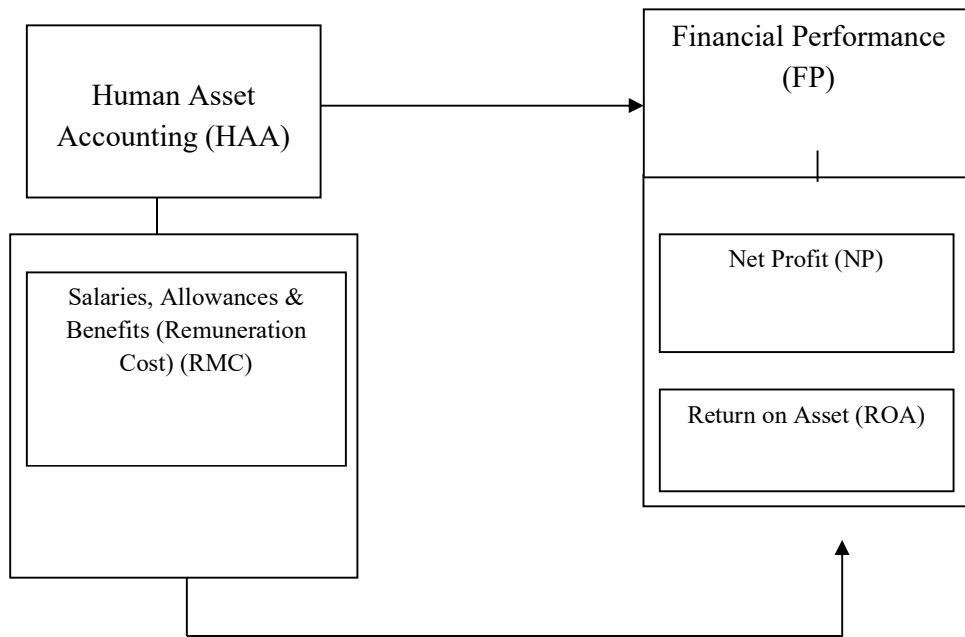 Human Asset
Accounting (HAA)
Financial Performance
(FP)
Salaries, Allowances &
Benefits (Remuneration
Cost) (RMC)
Net Profit (NP)
Return on Asset (ROA)